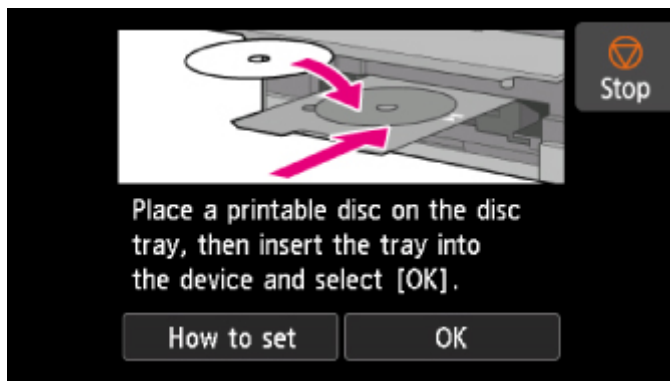 Stop
Place a printable disc on the disc
tray, then insert the tray into
the device and select [OK].
How to set
OK